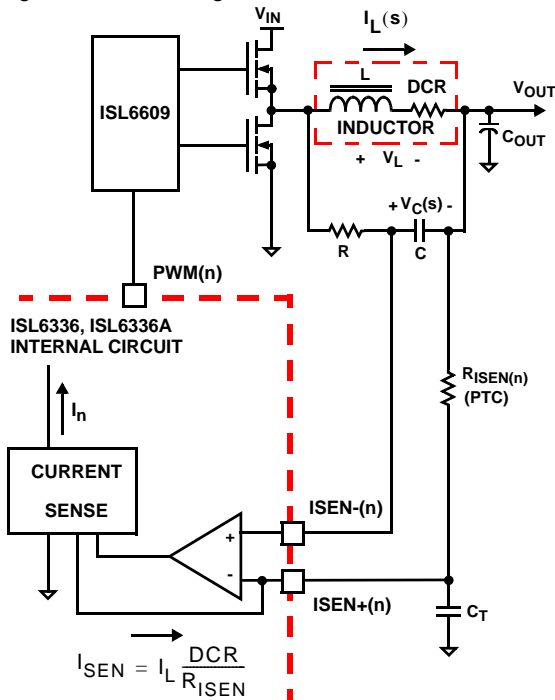 V_IN
I_L(s)
ISL6609
L
DCR
INDUCTOR
V_OUT
C_OUT
+ V_L -
+ V_C(s) -
R
C
PWM(n)
ISL6336, ISL6336A
INTERNAL CIRCUIT
R_ISEN(n)
(PTC)
I_n
CURRENT
SENSE
ISEN-(n)
+
-
ISEN+(n)
C_T
I_SEN = I_L DCR / R_ISEN